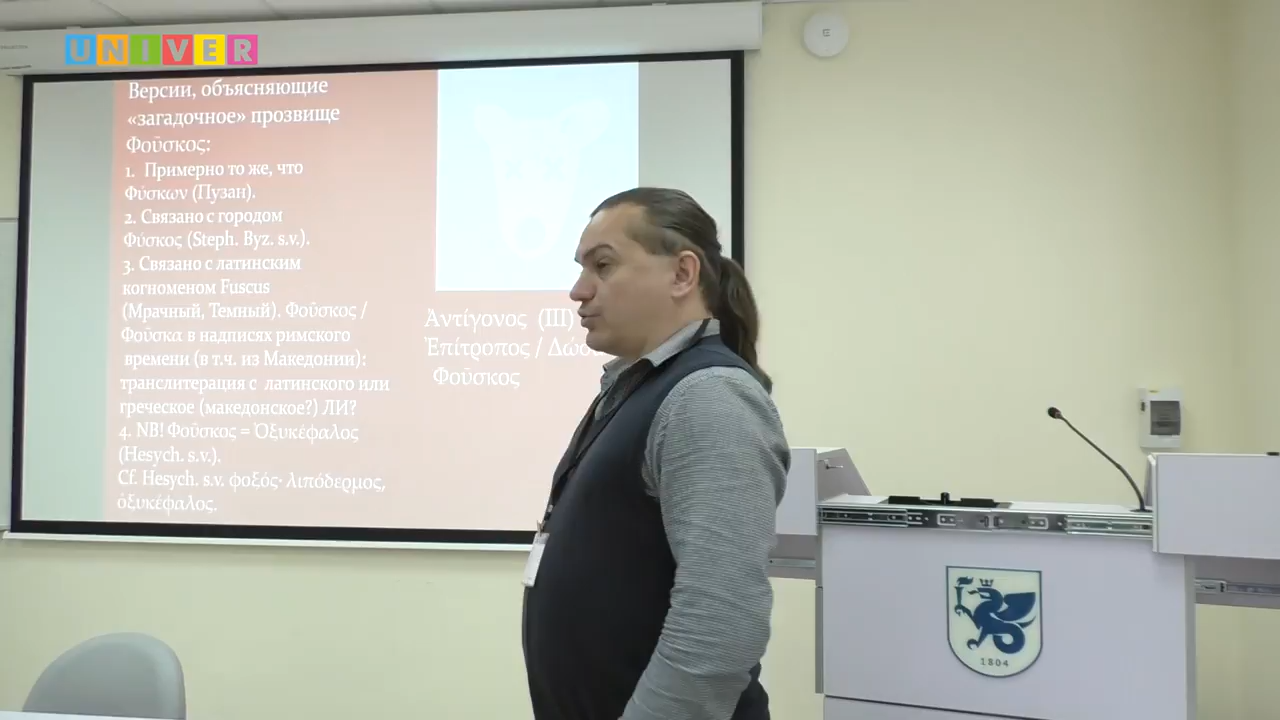 UNIVER
Версии, объясняющие
«загадочное» прозвище
Φοῦσκος:
1. Примерно то же, что
Φύσκων (Пузан).
2. Связано с городом
Φύσκος (Steph. Byz. s.v.).
3. Связано с латинским
когноменом Fuscus
(Мрачный, Темный). Φοῦσκος /
Φοῦσκα в надписях римского
времени (в т.ч. из Македонии):
транслитерация с латинского или
греческое (македонское?) ЛИ?
4. NB! Φοῦσκος = Ὀξυκέφαλος
(Hesych. s.v.).
Cf. Hesych. s.v. φοξός· λιπόδερμος,
ὀξυκέφαλος.
Ἀντίγονος (III)
Ἐπίτροπος /
Φοῦσκος
1804